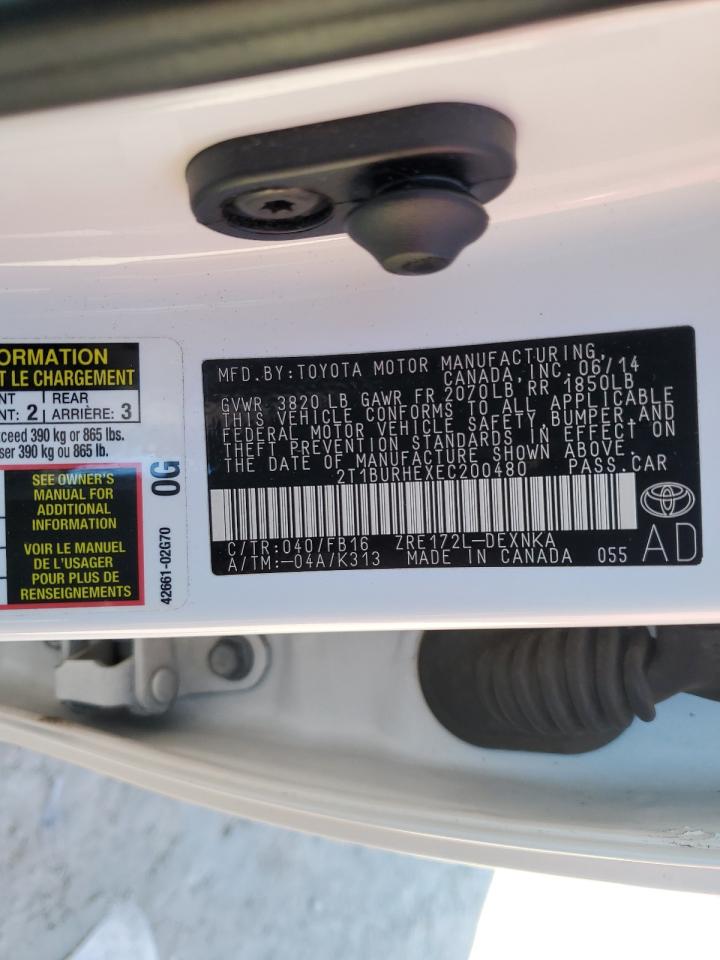 ORMATION
T LE CHARGEMENT
NT 2 REAR
NT: 2 ARRIÈRE: 3
xceed 390 kg or 865 lbs.
ser 390 kg ou 865 lb.
SEE OWNER'S
MANUAL FOR
ADDITIONAL
INFORMATION
VOIR LE MANUEL
DE L'USAGER
POUR PLUS DE
RENSEIGNEMENTS
42661-02G70 0G
MFD.BY:TOYOTA MOTOR MANUFACTURING,
CANADA,INC.06/14
GVWR 3820 LB GAWR FR 2070LB RR 1850LB
THIS VEHICLE CONFORMS TO ALL APPLICABLE
FEDERAL MOTOR VEHICLE SAFETY,BUMPER,AND
THEFT PREVENTION STANDARDS IN EFFECT ON
THE DATE OF MANUFACTURE SHOWN ABOVE.
2T1BURHEXEC200480 PASS.CAR
C/TR:040/FB16 ZRE172L-DEXNKA
A/TM:-04A/K313 MADE IN CANADA 055 AD